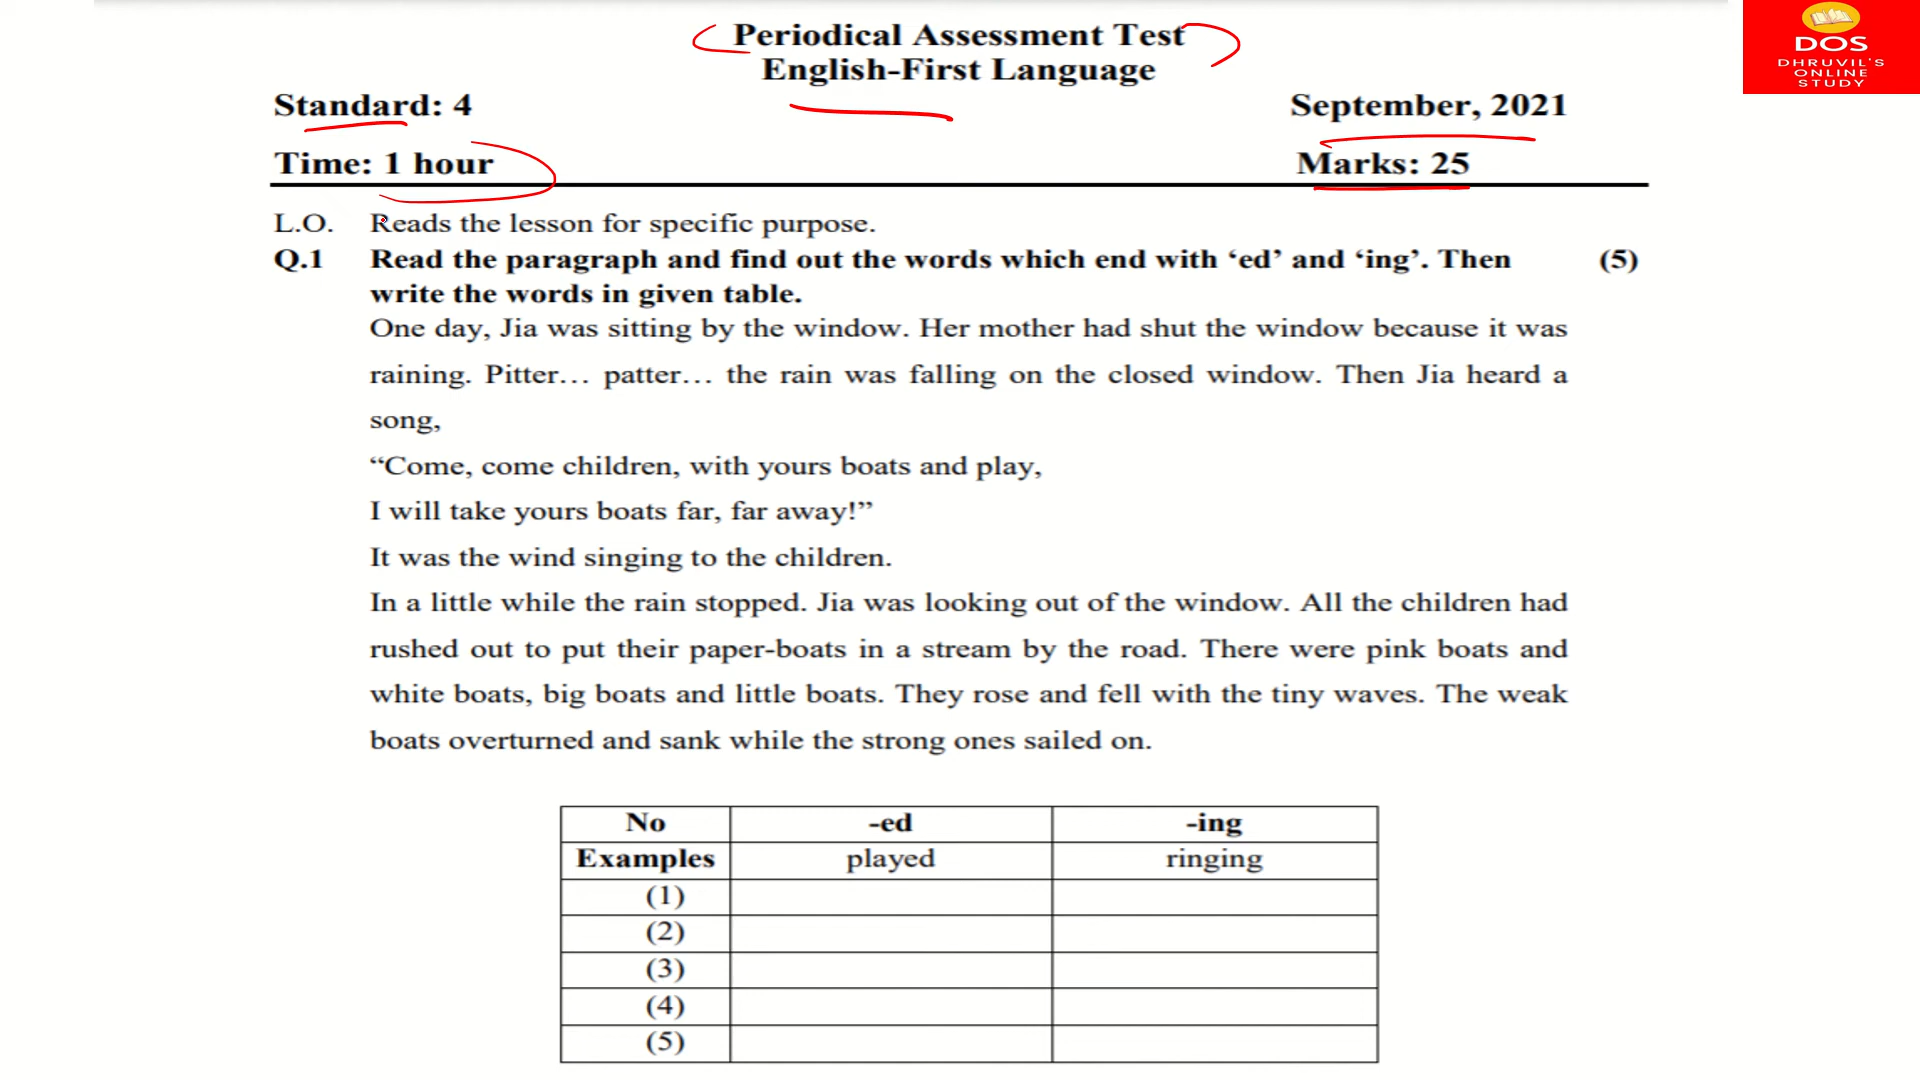 Periodical Assessment Test
English-First Language
DOS
DHRUVIL'S
ONLINE
STUDY
Standard: 4 September, 2021
Time: 1 hour Marks: 25
L.O. Reads the lesson for specific purpose.
Q.1 Read the paragraph and find out the words which end with ‘ed’ and ‘ing’. Then (5)
write the words in given table.
One day, Jia was sitting by the window. Her mother had shut the window because it was
raining. Pitter… patter… the rain was falling on the closed window. Then Jia heard a
song,
“Come, come children, with yours boats and play,
I will take yours boats far, far away!”
It was the wind singing to the children.
In a little while the rain stopped. Jia was looking out of the window. All the children had
rushed out to put their paper-boats in a stream by the road. There were pink boats and
white boats, big boats and little boats. They rose and fell with the tiny waves. The weak
boats overturned and sank while the strong ones sailed on.
No -ed -ing
Examples played ringing
(1)
(2)
(3)
(4)
(5)